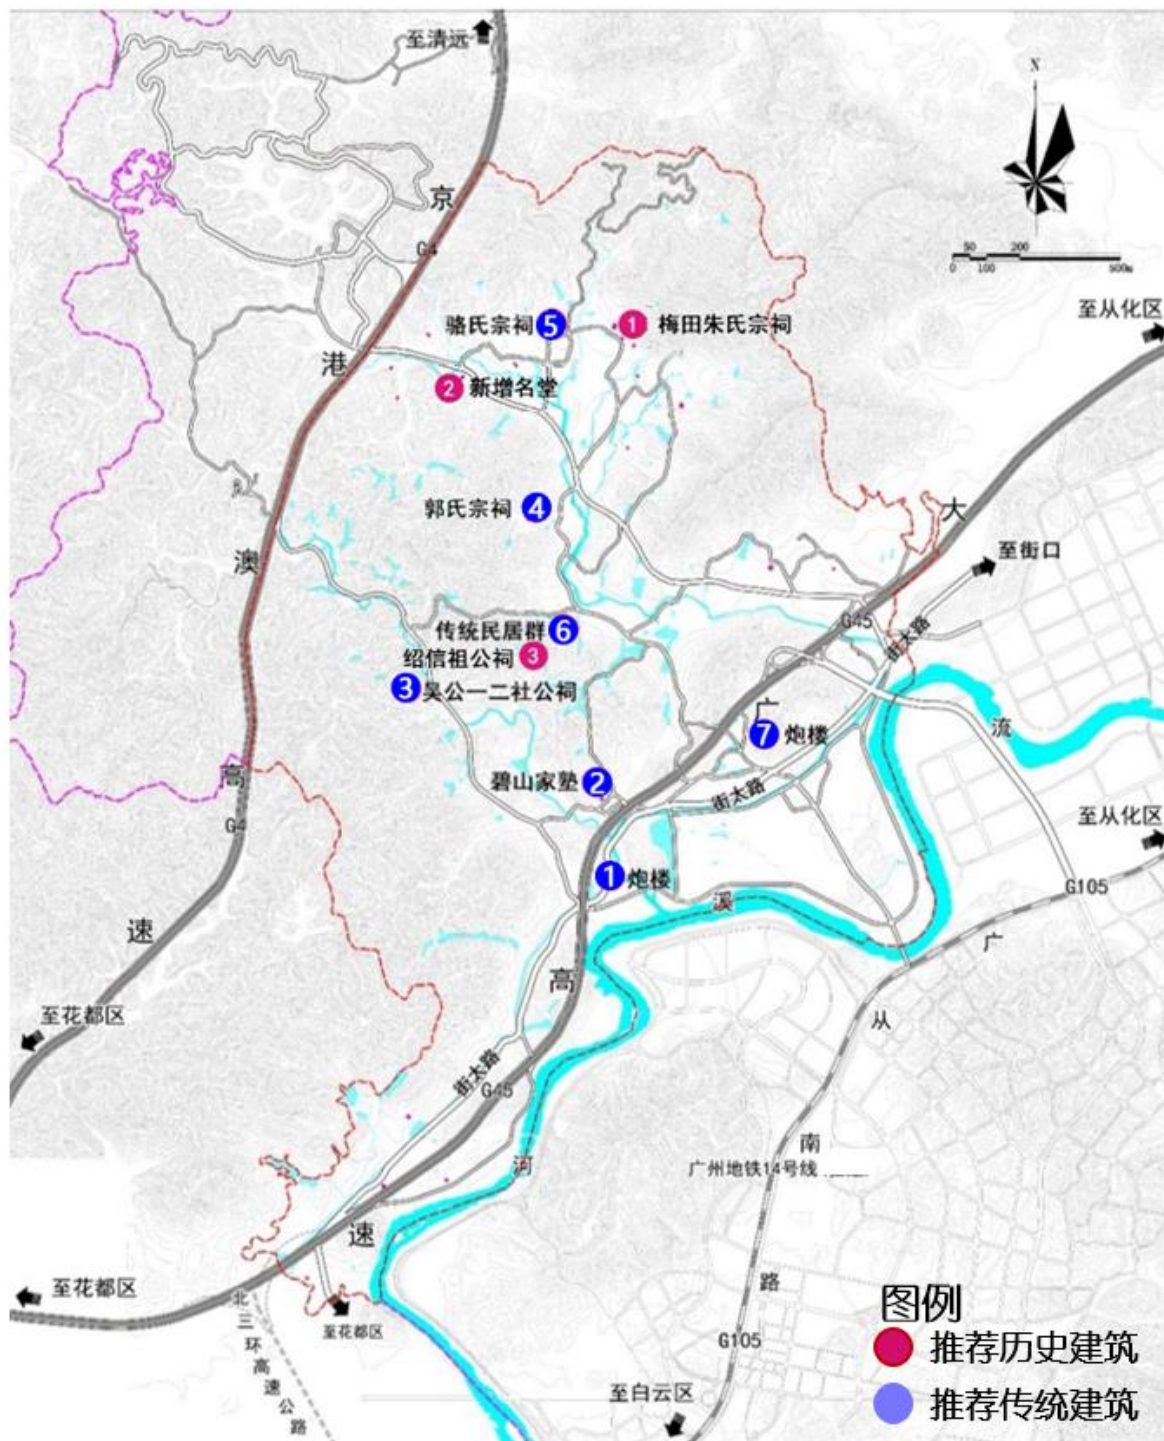 至清远
N
京
G4
50 200
0 100 500m
至从化区
骆氏宗祠 5
1 梅田朱氏宗祠
港
2 新增名堂
郭氏宗祠 4
大
至街口
澳
G45
街太路
传统民居群 6
绍信祖公祠 3
3 吴公一二社公祠
广
7 炮楼
流
高
碧山家塾 2
街太路
G4
至从化区
1 炮楼
溪
G105
速
广
高
至花都区
从
街太路
G45
南
河
广州地铁14号线
速
至花都区
北三环高速公路
至花都区
路
G105
至白云区
图例
推荐历史建筑
推荐传统建筑